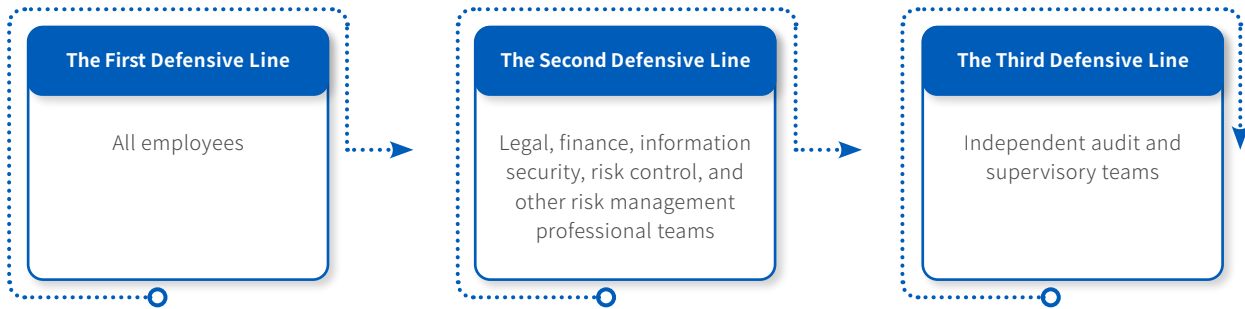 The First Defensive Line
All employees
The Second Defensive Line
Legal, finance, information
security, risk control, and
other risk management
professional teams
The Third Defensive Line
Independent audit and
supervisory teams